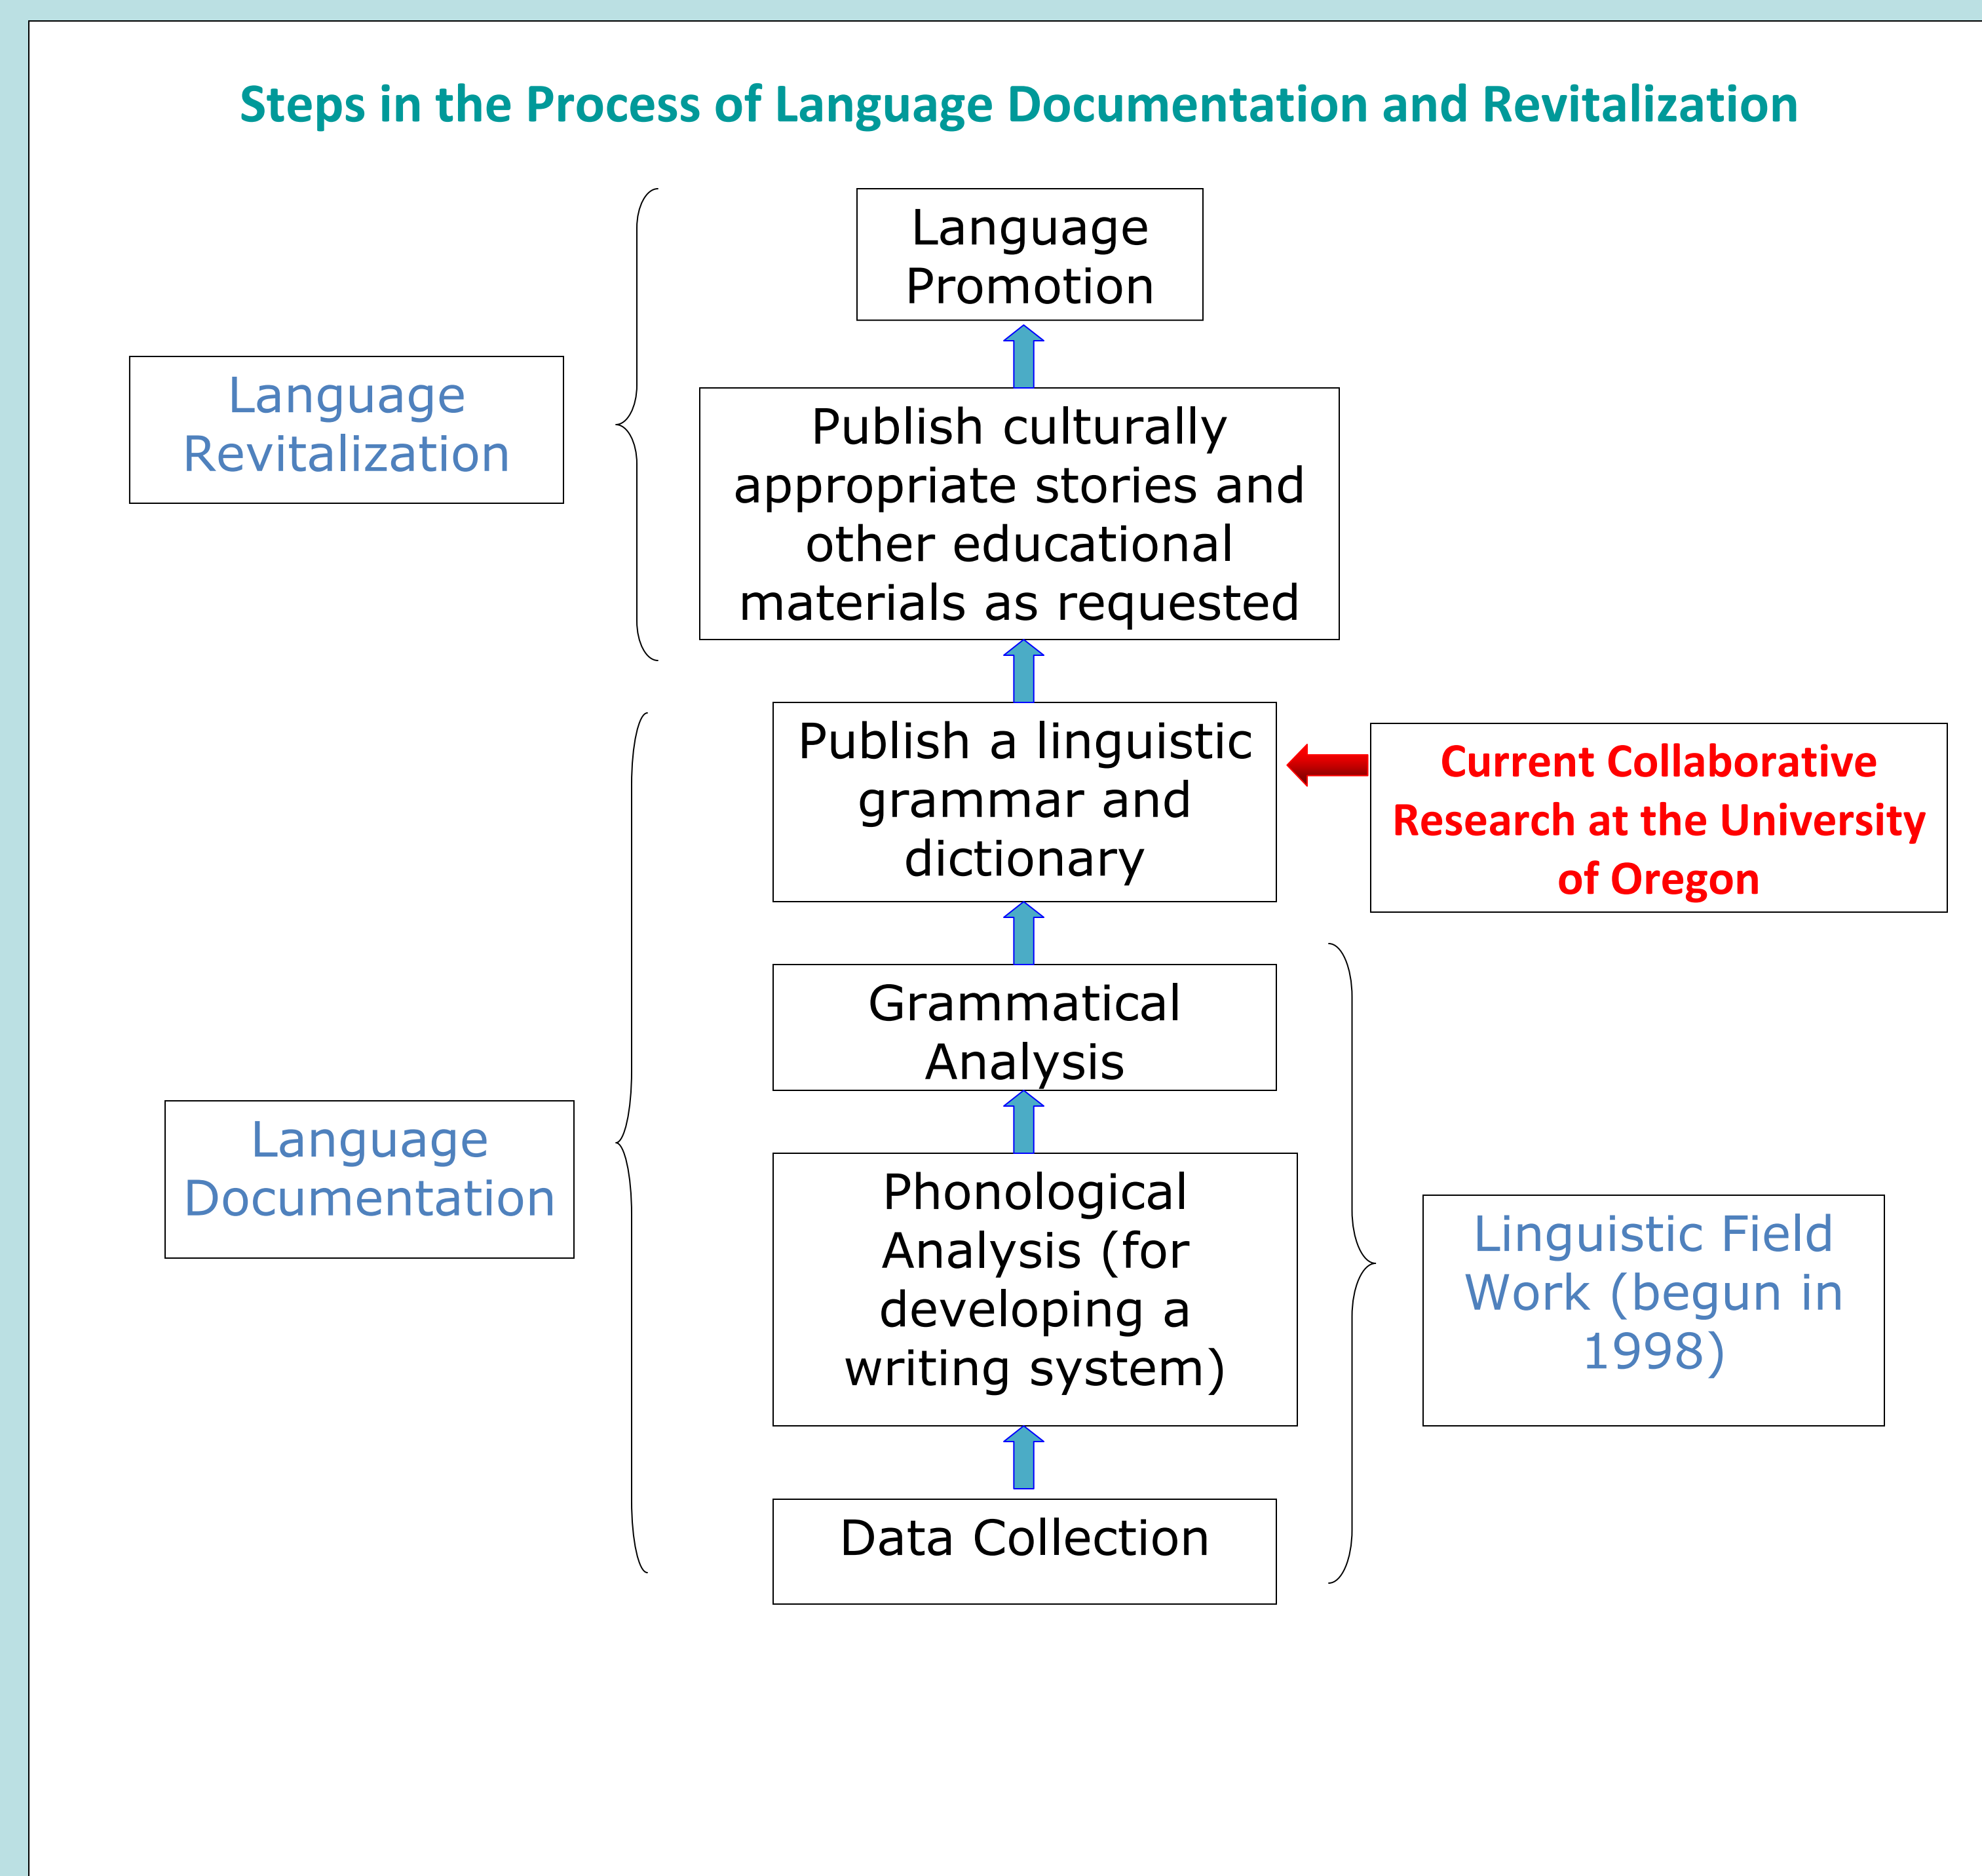 Steps in the Process of Language Documentation and Revitalization
Language
Promotion
Language
Revitalization
Publish culturally
appropriate stories and
other educational
materials as requested
Publish a linguistic
grammar and
dictionary
Current Collaborative
Research at the University
of Oregon
Grammatical
Analysis
Language
Documentation
Phonological
Analysis (for
developing a
writing system)
Linguistic Field
Work (begun in
1998)
Data Collection